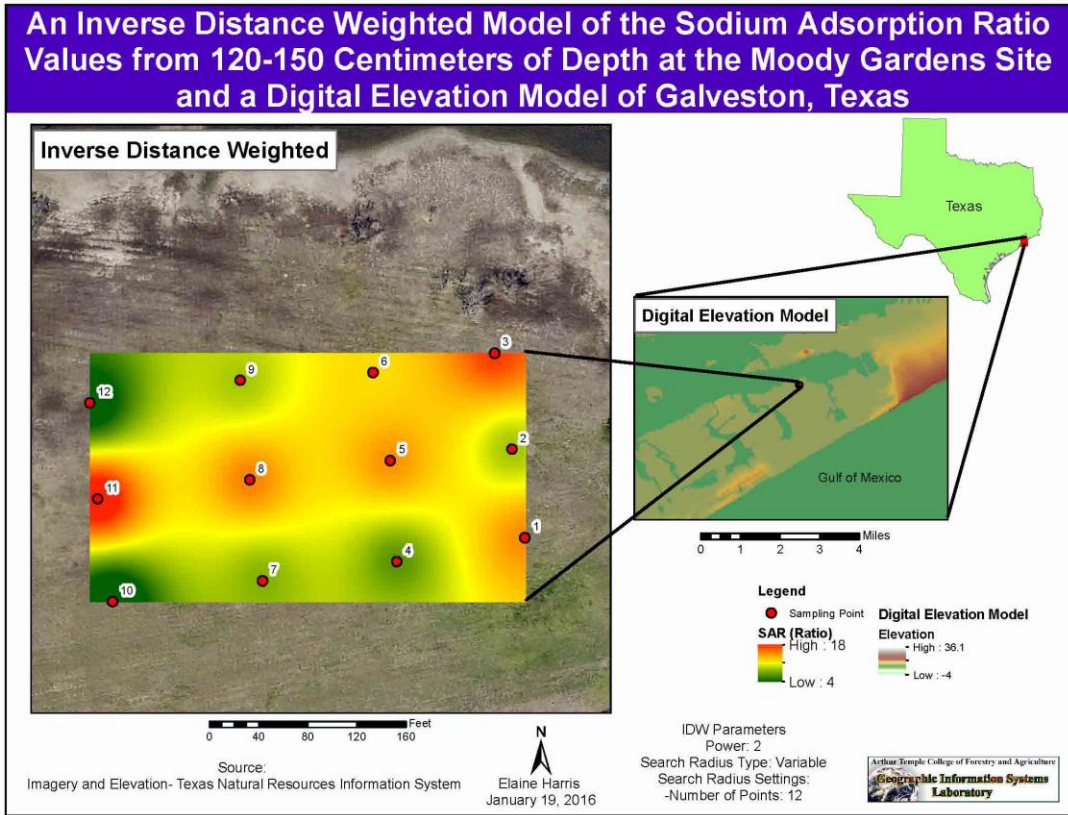 An Inverse Distance Weighted Model of the Sodium Adsorption Ratio
Values from 120-150 Centimeters of Depth at the Moody Gardens Site
and a Digital Elevation Model of Galveston, Texas
Inverse Distance Weighted
Texas
Digital Elevation Model
Gulf of Mexico
3
6
9
12
2
5
8
11
1
4
7
10
Miles
0 1 2 3 4
Legend
Sampling Point
SAR (Ratio)
High : 18
Low : 4
Digital Elevation Model
Elevation
High : 36.1
Low : -4
Feet
0 40 80 120 160
Source:
Imagery and Elevation- Texas Natural Resources Information System
N
Elaine Harris
January 19, 2016
IDW Parameters
Power: 2
Search Radius Type: Variable
Search Radius Settings:
-Number of Points: 12
Arthur Temple College of Forestry and Agriculture
Geographic Information Systems
Laboratory